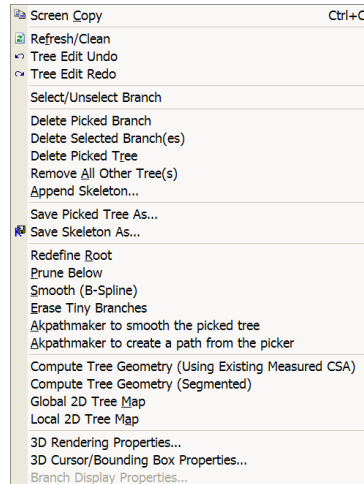 Screen Copy Ctrl+C
Refresh/Clean
Tree Edit Undo
Tree Edit Redo
Select/Unselect Branch
Delete Picked Branch
Delete Selected Branch(es)
Delete Picked Tree
Remove All Other Tree(s)
Append Skeleton...
Save Picked Tree As...
Save Skeleton As...
Redefine Root
Prune Below
Smooth (B-Spline)
Erase Tiny Branches
Akpathmaker to smooth the picked tree
Akpathmaker to create a path from the picker
Compute Tree Geometry (Using Existing Measured CSA)
Compute Tree Geometry (Segmented)
Global 2D Tree Map
Local 2D Tree Map
3D Rendering Properties...
3D Cursor/Bounding Box Properties...
Branch Display Properties...